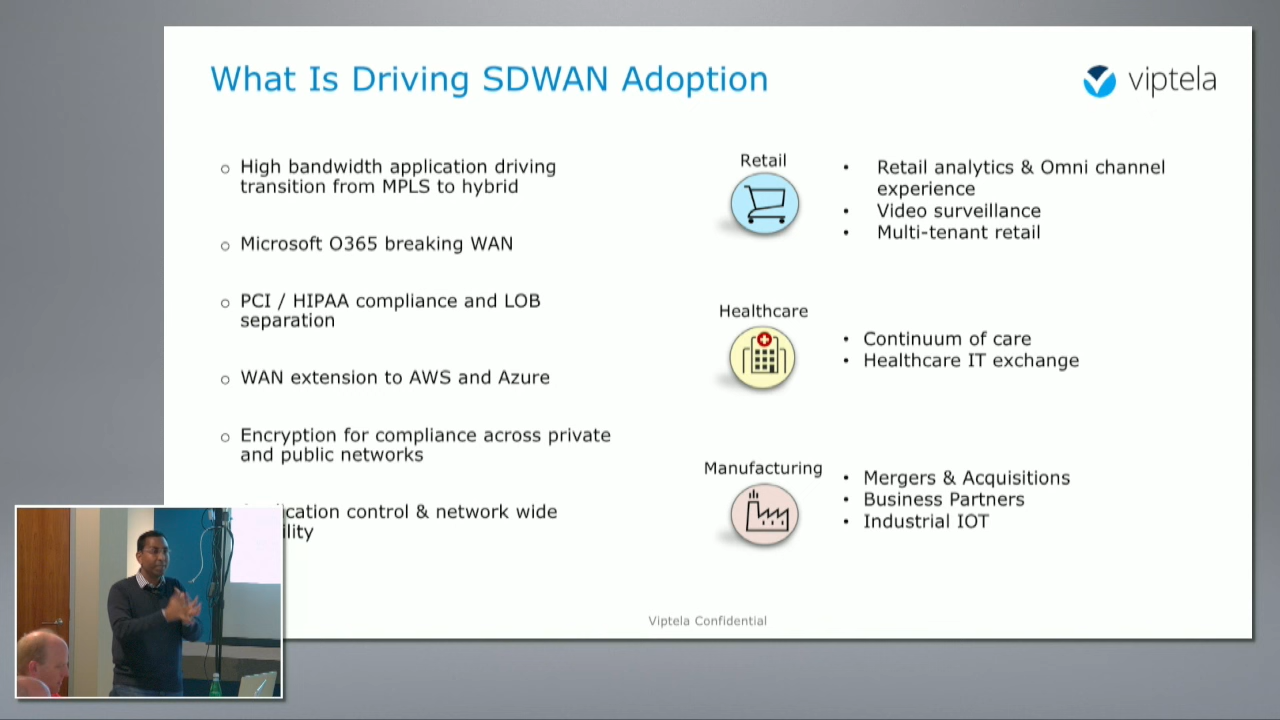 What Is Driving SDWAN Adoption
viptela
High bandwidth application driving
transition from MPLS to hybrid
Microsoft O365 breaking WAN
PCI / HIPAA compliance and LOB
separation
WAN extension to AWS and Azure
Encryption for compliance across private
and public networks
control & network wide
Retail
Retail analytics & Omni channel
experience
Video surveillance
Multi-tenant retail
Healthcare
Continuum of care
Healthcare IT exchange
Manufacturing
Mergers & Acquisitions
Business Partners
Industrial IOT
Viptela Confidential